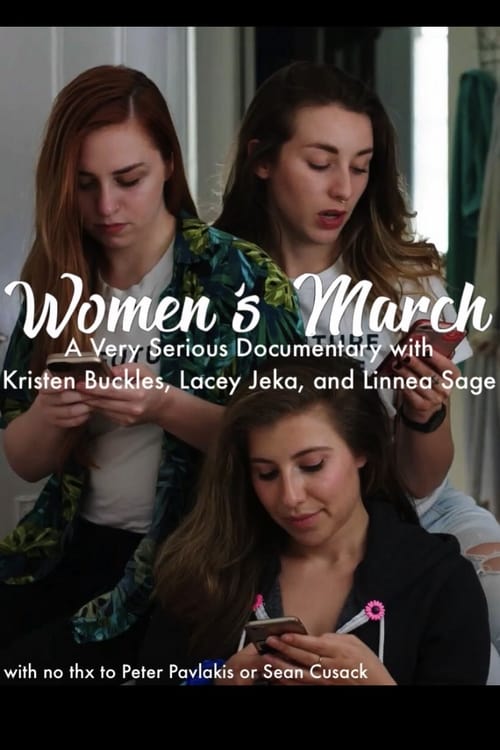 Women's March
A Very Serious Documentary with
Kristen Buckles, Lacey Jeka, and Linnea Sage
with no thx to Peter Pavlakis or Sean Cusack